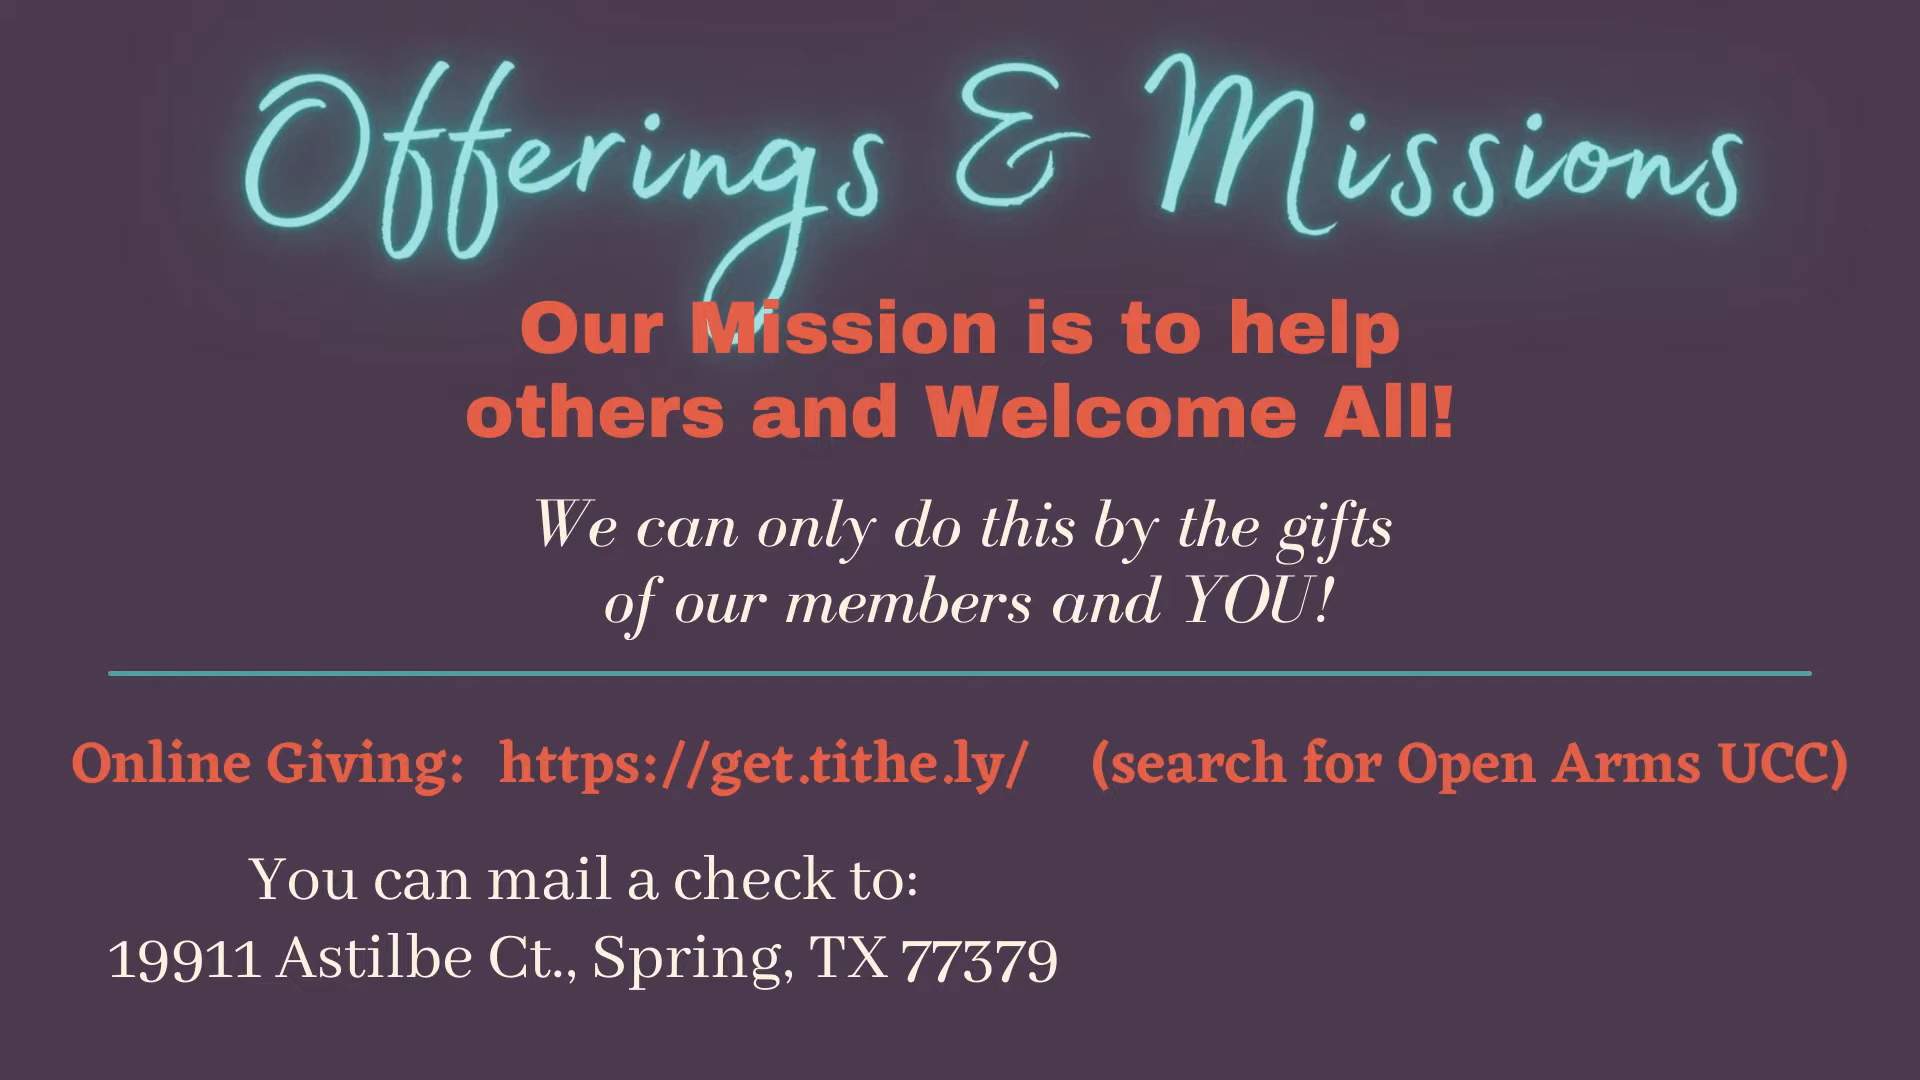 Offerings & Missions
Our Mission is to help
others and Welcome All!
We can only do this by the gifts
of our members and YOU!
Online Giving: https://get.tithe.ly/ (search for Open Arms UCC)
You can mail a check to:
19911 Astilbe Ct., Spring, TX 77379